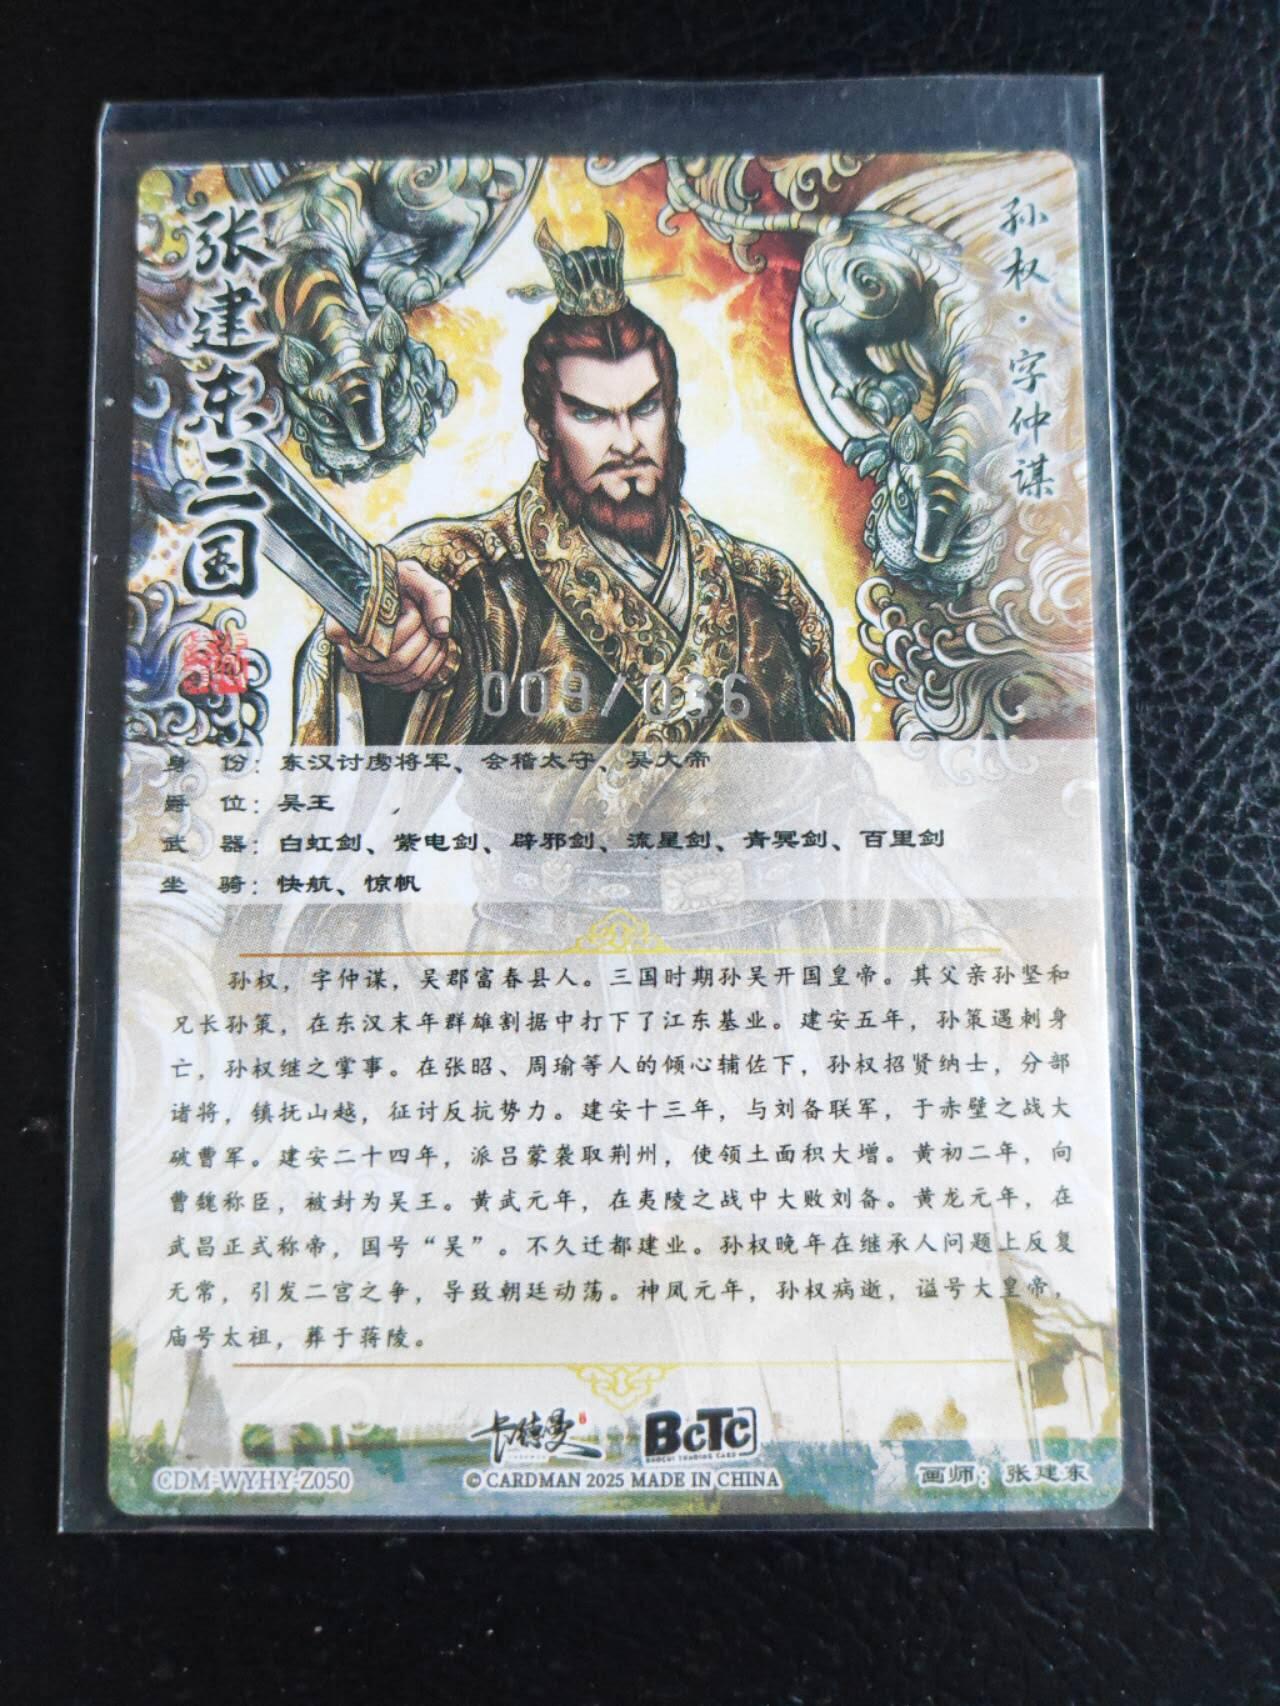 张建东三国
孙权·字仲谋
009/036
身 份：东汉讨虏将军、会稽太守、吴大帝
爵 位：吴王
武 器：白虹剑、紫电剑、辟邪剑、流星剑、青冥剑、百里剑
坐 骑：快航、惊帆
孙权，字仲谋，吴郡富春县人。三国时期孙吴开国皇帝。其父亲孙坚和
兄长孙策，在东汉末年群雄割据中打下了江东基业。建安五年，孙策遇刺身
亡，孙权继之掌事。在张昭、周瑜等人的倾心辅佐下，孙权招贤纳士，分部
诸将，镇抚山越，征讨反抗势力。建安十三年，与刘备联军，于赤壁之战大
破曹军。建安二十四年，派吕蒙袭取荆州，使领土面积大增。黄初二年，向
曹魏称臣，被封为吴王。黄武元年，在夷陵之战中大败刘备。黄龙元年，在
武昌正式称帝，国号“吴”。不久迁都建业。孙权晚年在继承人问题上反复
无常，引发二宫之争，导致朝廷动荡。神凤元年，孙权病逝，谥号大皇帝，
庙号太祖，葬于蒋陵。
卡德曼
BCTC
CDM-WYHY-Z050
© CARDMAN 2025 MADE IN CHINA
画师：张建东